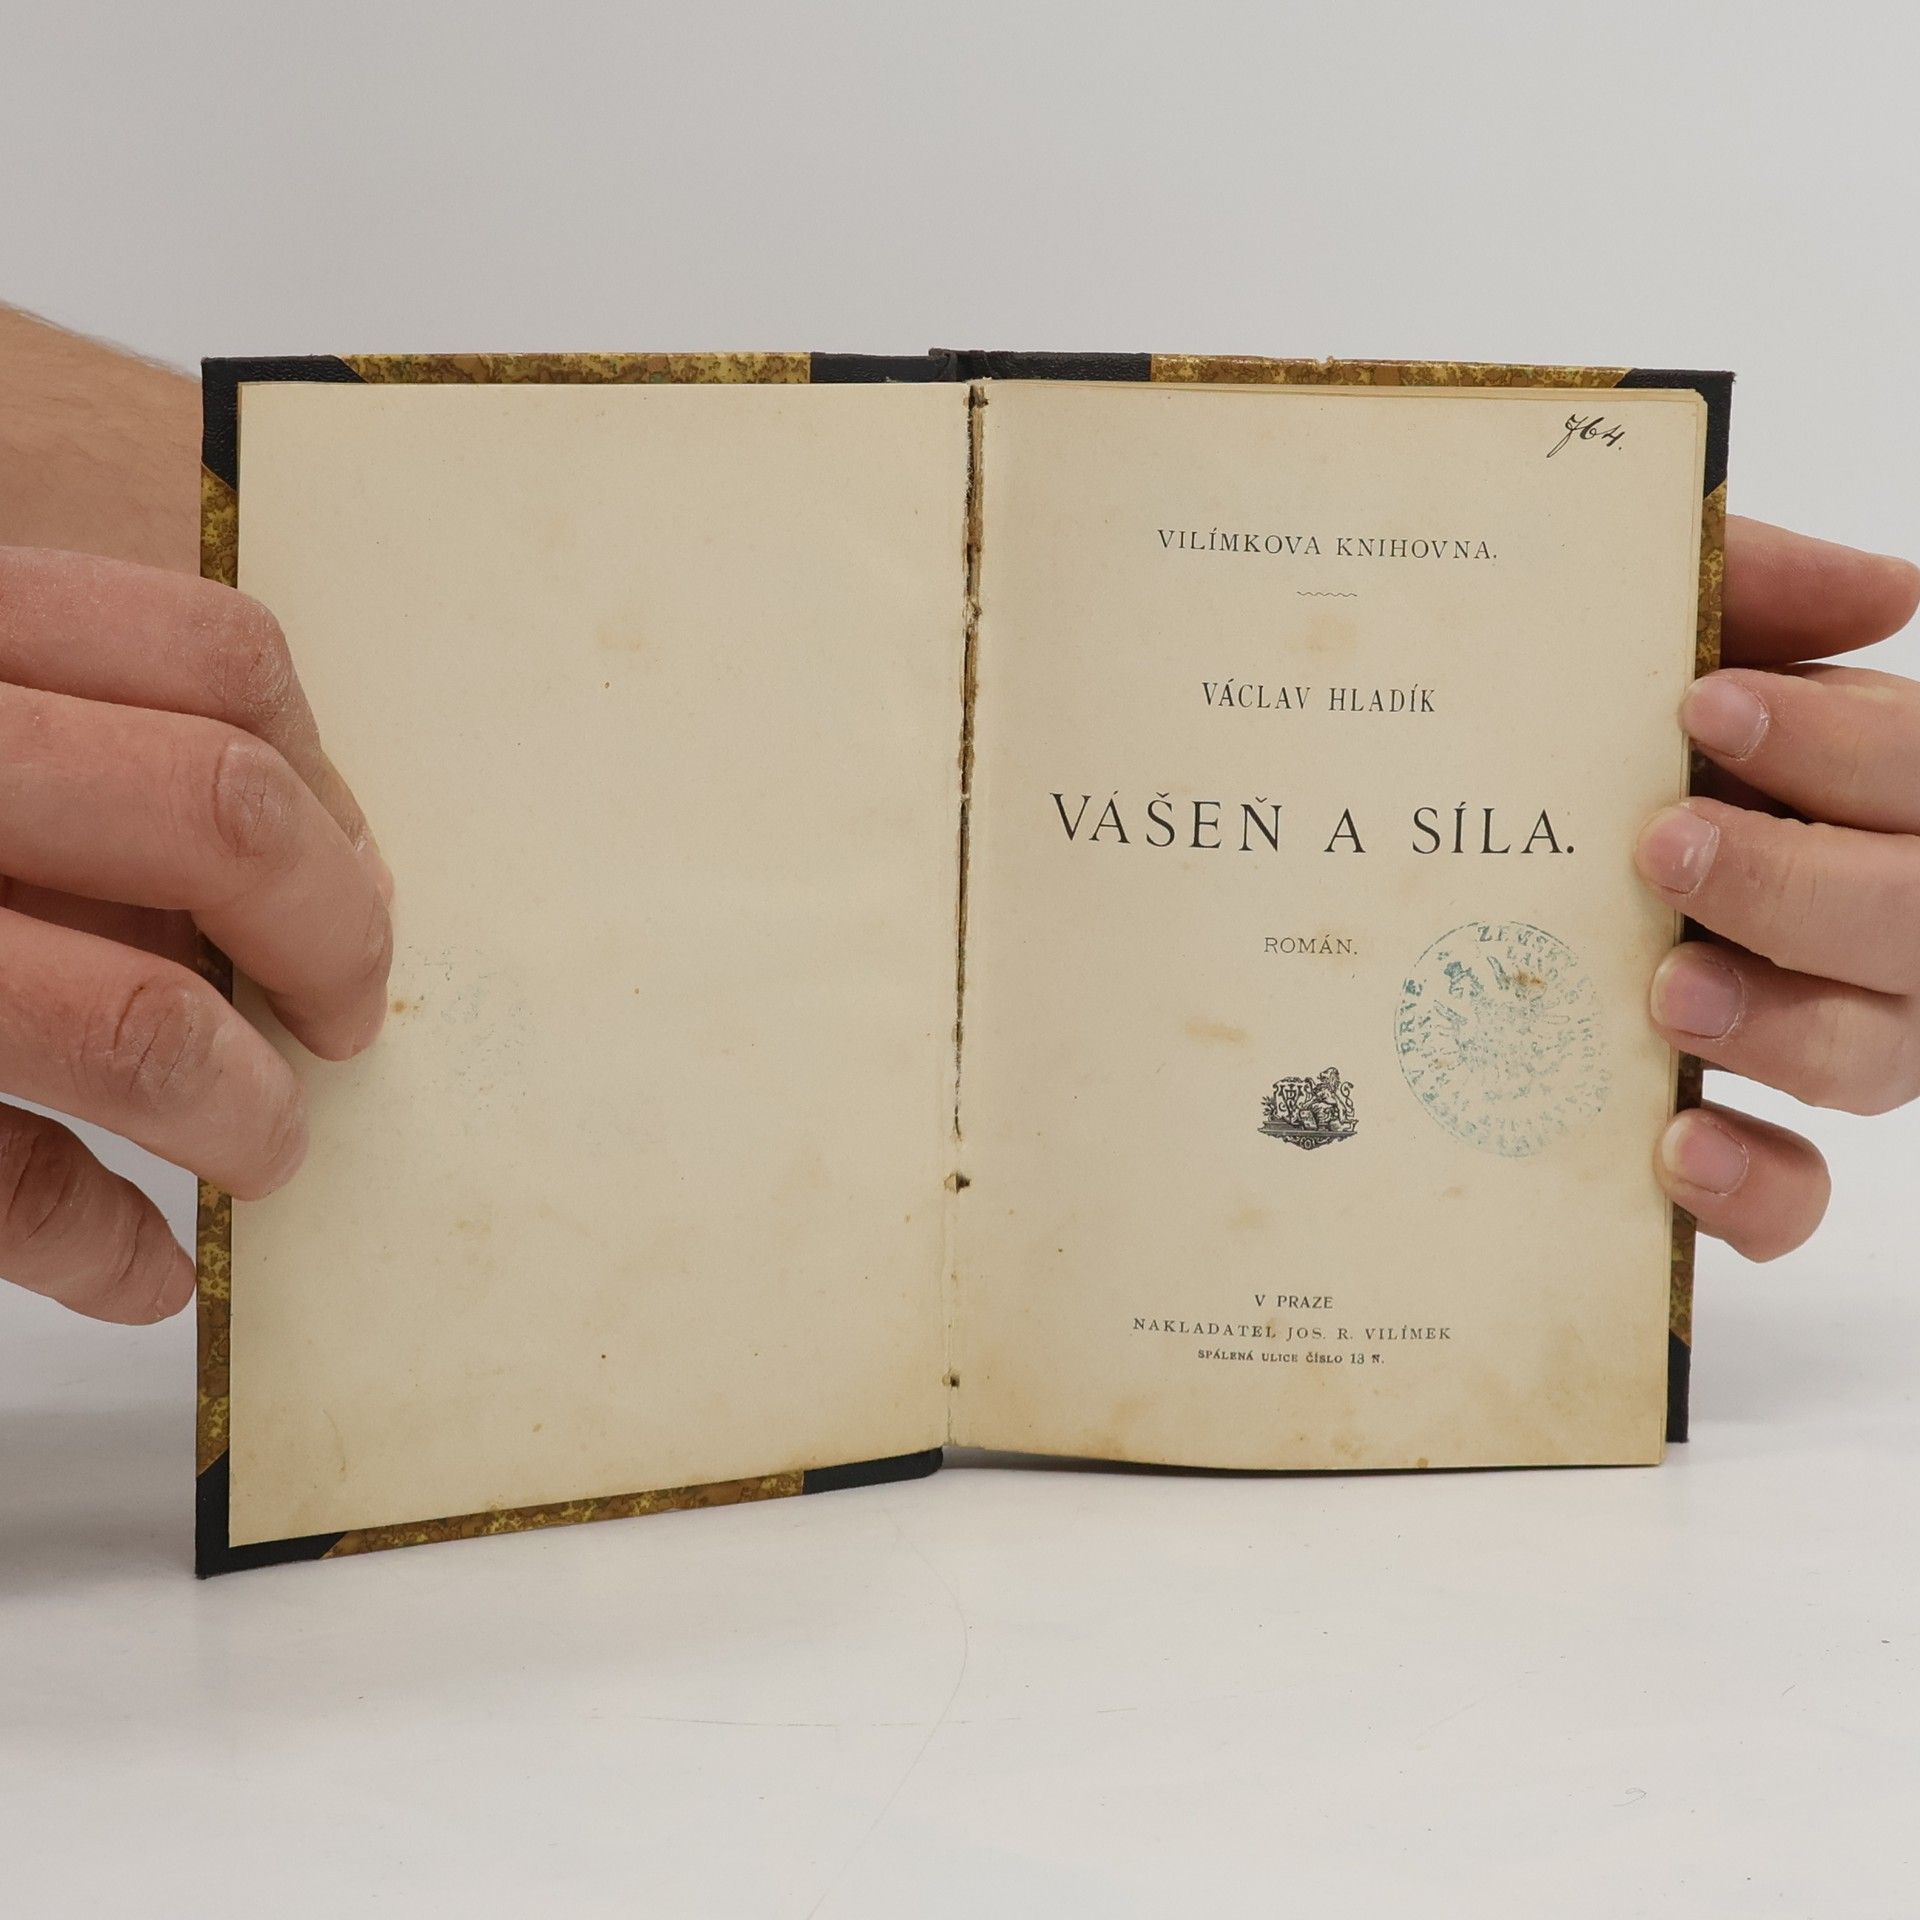 764.
VILÍMKOVA KNIHOVNA.
VÁCLAV HLADÍK
VÁŠEŇ A SÍLA.
ROMÁN.
V PRAZE
NAKLADATEL JOS. R. VILÍMEK
SPÁLENÁ ULICE ČÍSLO 13 N.